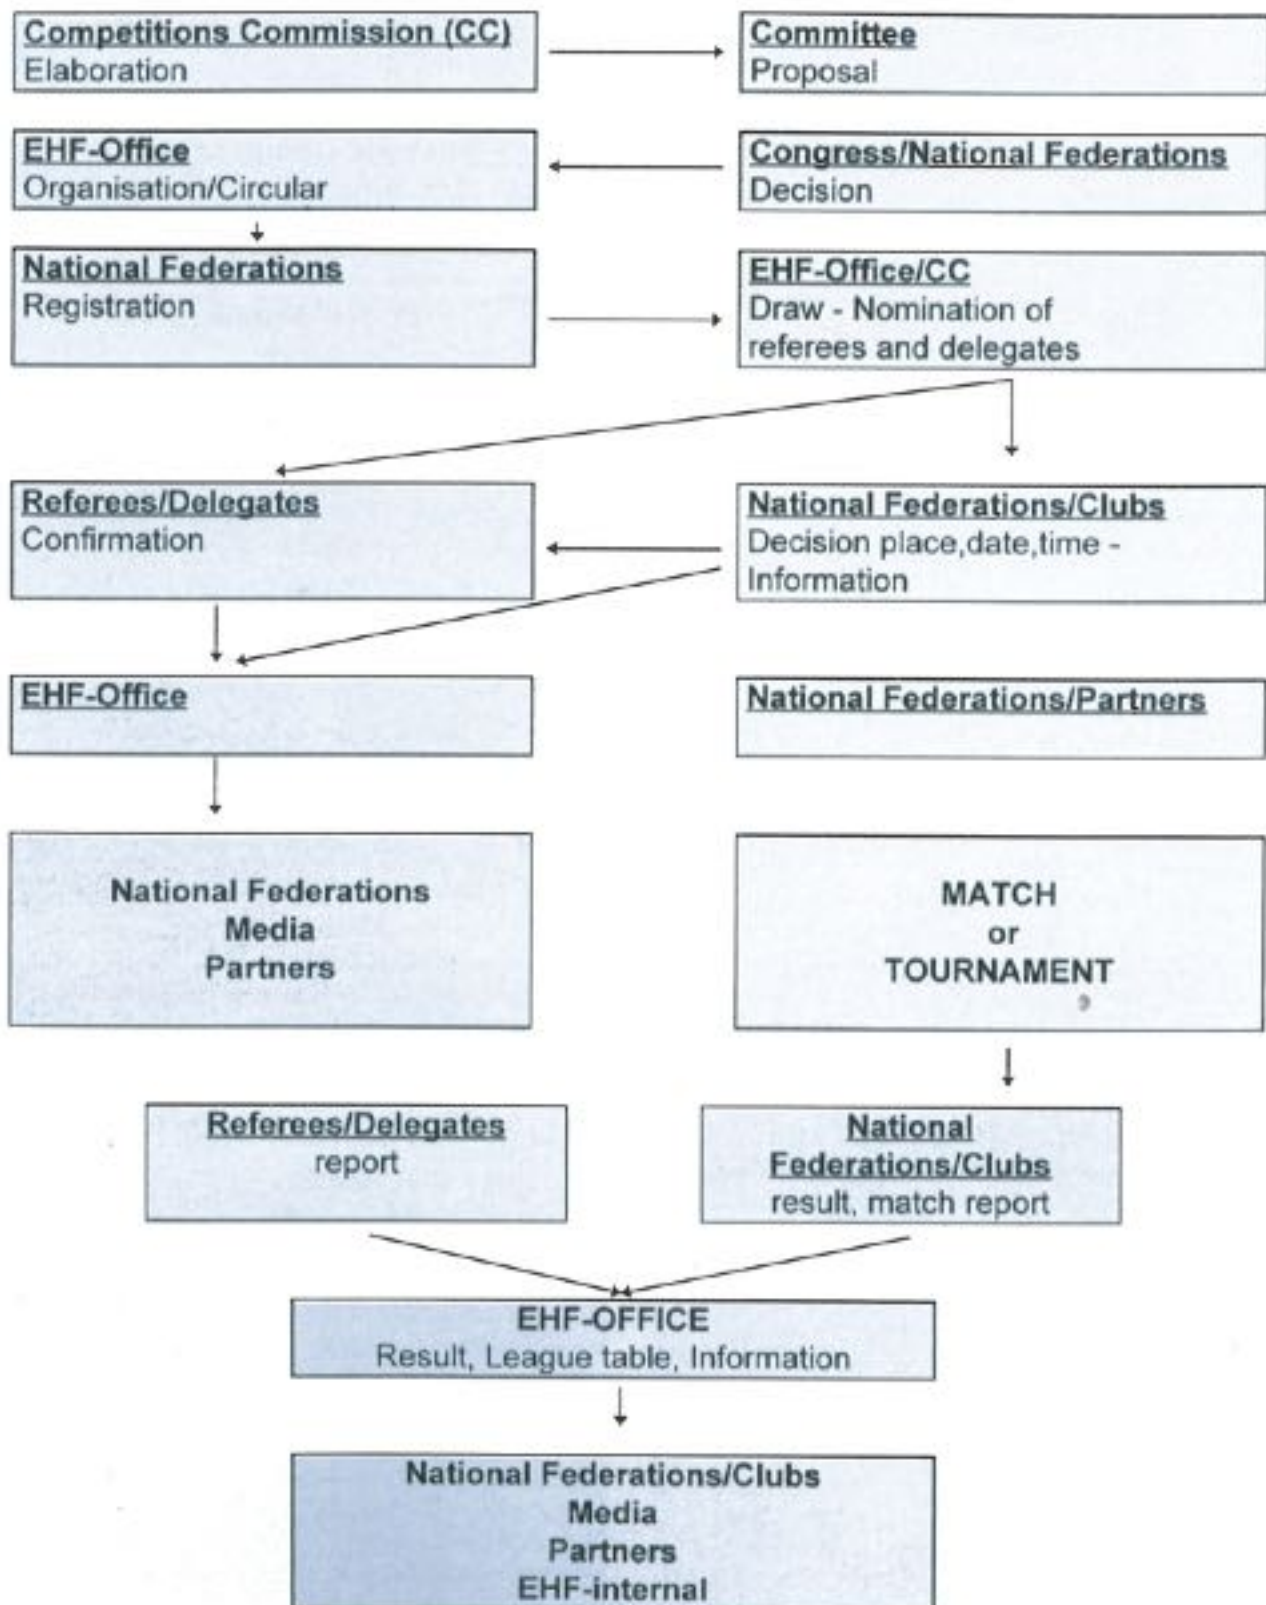 Competitions Commission (CC)
Elaboration
Committee
Proposal
EHF-Office
Organisation/Circular
Congress/National Federations
Decision
National Federations
Registration
EHF-Office/CC
Draw - Nomination of
referees and delegates
Referees/Delegates
Confirmation
National Federations/Clubs
Decision place,date,time -
Information
EHF-Office
National Federations/Partners
National Federations
Media
Partners
MATCH
or
TOURNAMENT
Referees/Delegates
report
National
Federations/Clubs
result, match report
EHF-OFFICE
Result, League table, Information
National Federations/Clubs
Media
Partners
EHF-internal